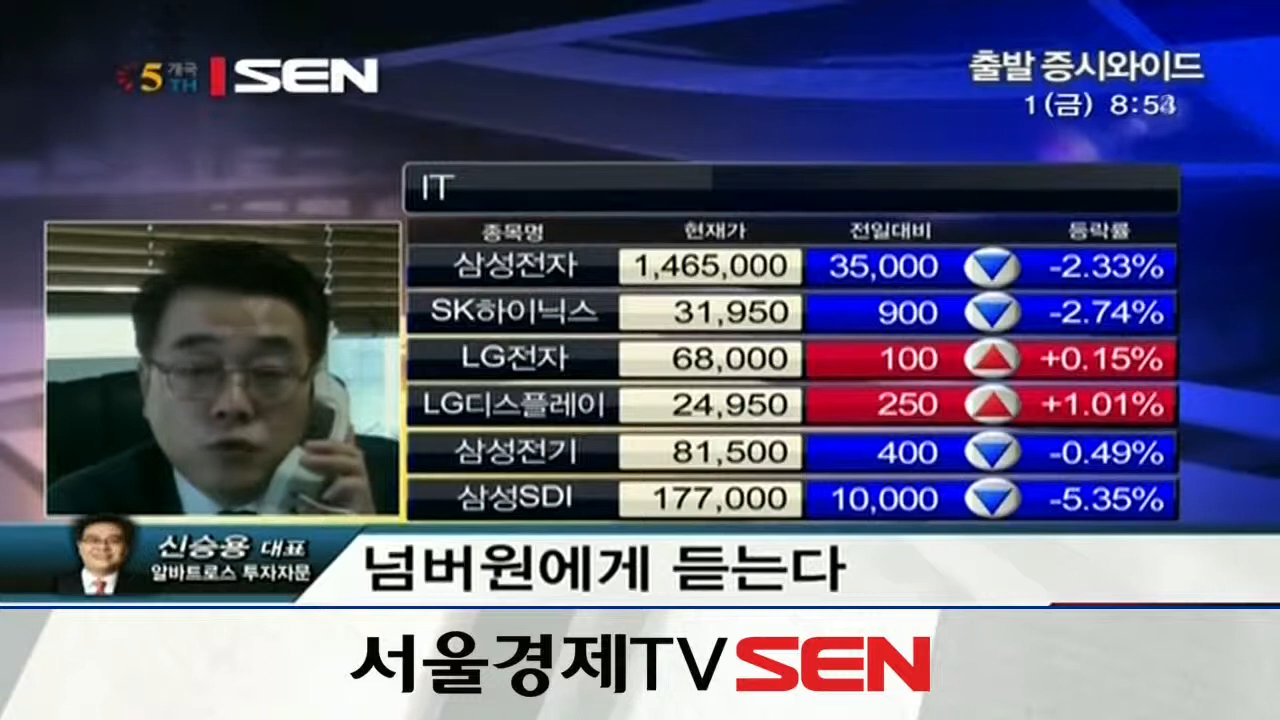 5 개국 TH SEN
출발 증시와이드
1(금) 8:53
IT
종목명 현재가 전일대비 등락률
삼성전자 1,465,000 35,000 -2.33%
SK하이닉스 31,950 900 -2.74%
LG전자 68,000 100 +0.15%
LG디스플레이 24,950 250 +1.01%
삼성전기 81,500 400 -0.49%
삼성SDI 177,000 10,000 -5.35%
신승용 대표
알바트로스 투자자문
넘버원에게 듣는다
서울경제TV SEN